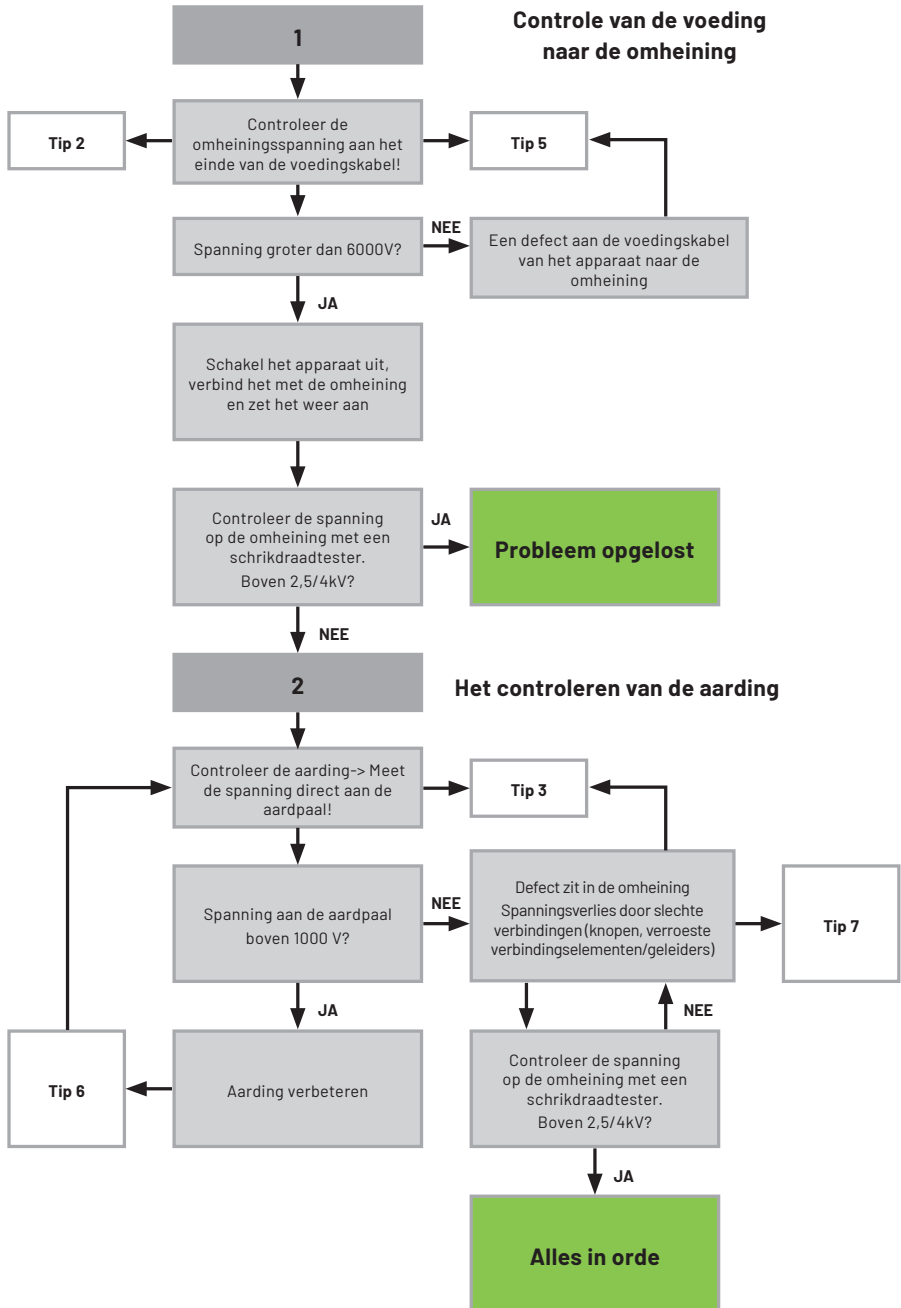 Controle van de voeding
naar de omheining
1
Tip 2
Controleer de
omheiningsspanning aan het
einde van de voedingskabel!
Tip 5
Spanning groter dan 6000V?
NEE
Een defect aan de voedingskabel
van het apparaat naar de
omheining
JA
Schakel het apparaat uit,
verbind het met de omheining
en zet het weer aan
Controleer de spanning
op de omheining met een
schrikdraadtester.
Boven 2,5/4kV?
JA
Probleem opgelost
NEE
2
Het controleren van de aarding
Controleer de aarding-> Meet
de spanning direct aan de
aardpaal!
Tip 3
Spanning aan de aardpaal
boven 1000 V?
NEE
Defect zit in de omheining
Spanningsverlies door slechte
verbindingen (knopen, verroeste
verbindingselementen/geleiders)
Tip 7
JA
NEE
Tip 6
Aarding verbeteren
Controleer de spanning
op de omheining met een
schrikdraadtester.
Boven 2,5/4kV?
JA
Alles in orde